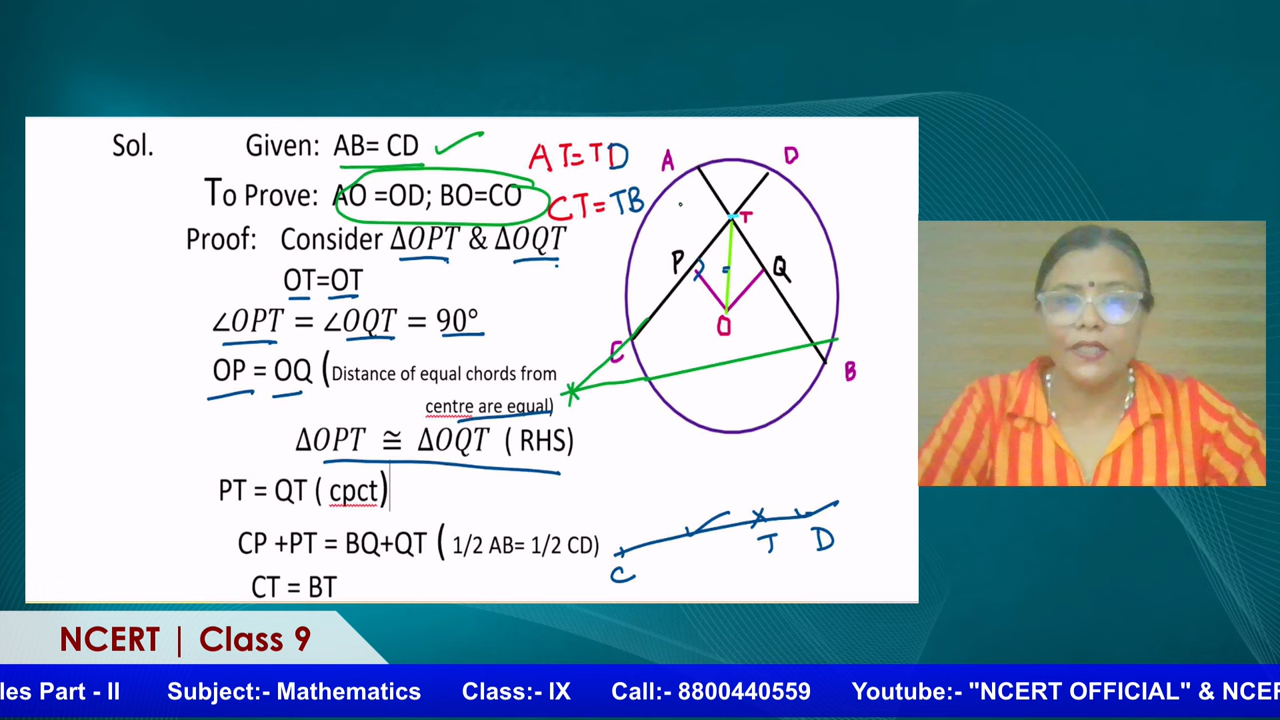 Sol. Given: AB= CD
AT=TD
To Prove: AO =OD; BO=CO
CT=TB
Proof: Consider ΔOPT & ΔOQT
OT=OT
∠OPT = ∠OQT = 90°
OP = OQ (Distance of equal chords from
centre are equal)
ΔOPT ≅ ΔOQT ( RHS)
PT = QT ( cpct)
CP +PT = BQ+QT ( 1/2 AB= 1/2 CD)
CT = BT
A
D
T
P
Q
O
C
B
T D
C
NCERT | Class 9
les Part - II Subject:- Mathematics Class:- IX Call:- 8800440559 Youtube:- "NCERT OFFICIAL" & NCE